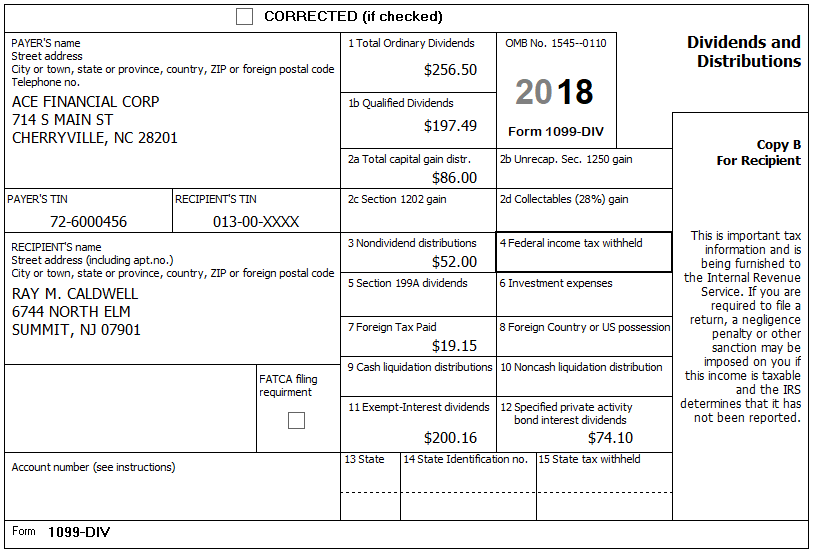 CORRECTED (if checked)
PAYER'S name
Street address
City or town, state or province, country, ZIP or foreign postal code
Telephone no.
ACE FINANCIAL CORP
714 S MAIN ST
CHERRYVILLE, NC 28201
1 Total Ordinary Dividends
$256.50
1b Qualified Dividends
$197.49
OMB No. 1545--0110
2018
Form 1099-DIV
Dividends and
Distributions
2a Total capital gain distr.
$86.00
2b Unrecap. Sec. 1250 gain
Copy B
For Recipient
PAYER'S TIN
72-6000456
RECIPIENT'S TIN
013-00-XXXX
2c Section 1202 gain
2d Collectables (28%) gain
RECIPIENT'S name
Street address (including apt.no.)
City or town, state or province, country, ZIP or foreign postal code
RAY M. CALDWELL
6744 NORTH ELM
SUMMIT, NJ 07901
3 Nondividend distributions
$52.00
4 Federal income tax withheld
5 Section 199A dividends
6 Investment expenses
7 Foreign Tax Paid
$19.15
8 Foreign Country or US possession
This is important tax
information and is
being furnished to
the Internal Revenue
Service. If you are
required to file a
return, a negligence
penalty or other
sanction may be
imposed on you if
this income is taxable
and the IRS
determines that it has
not been reported.
FATCA filing
requirment
9 Cash liquidation distributions
10 Noncash liquidation distribution
11 Exempt-Interest dividends
$200.16
12 Specified private activity
bond interest dividends
$74.10
Account number (see instructions)
13 State
14 State Identification no.
15 State tax withheld
Form 1099-DIV